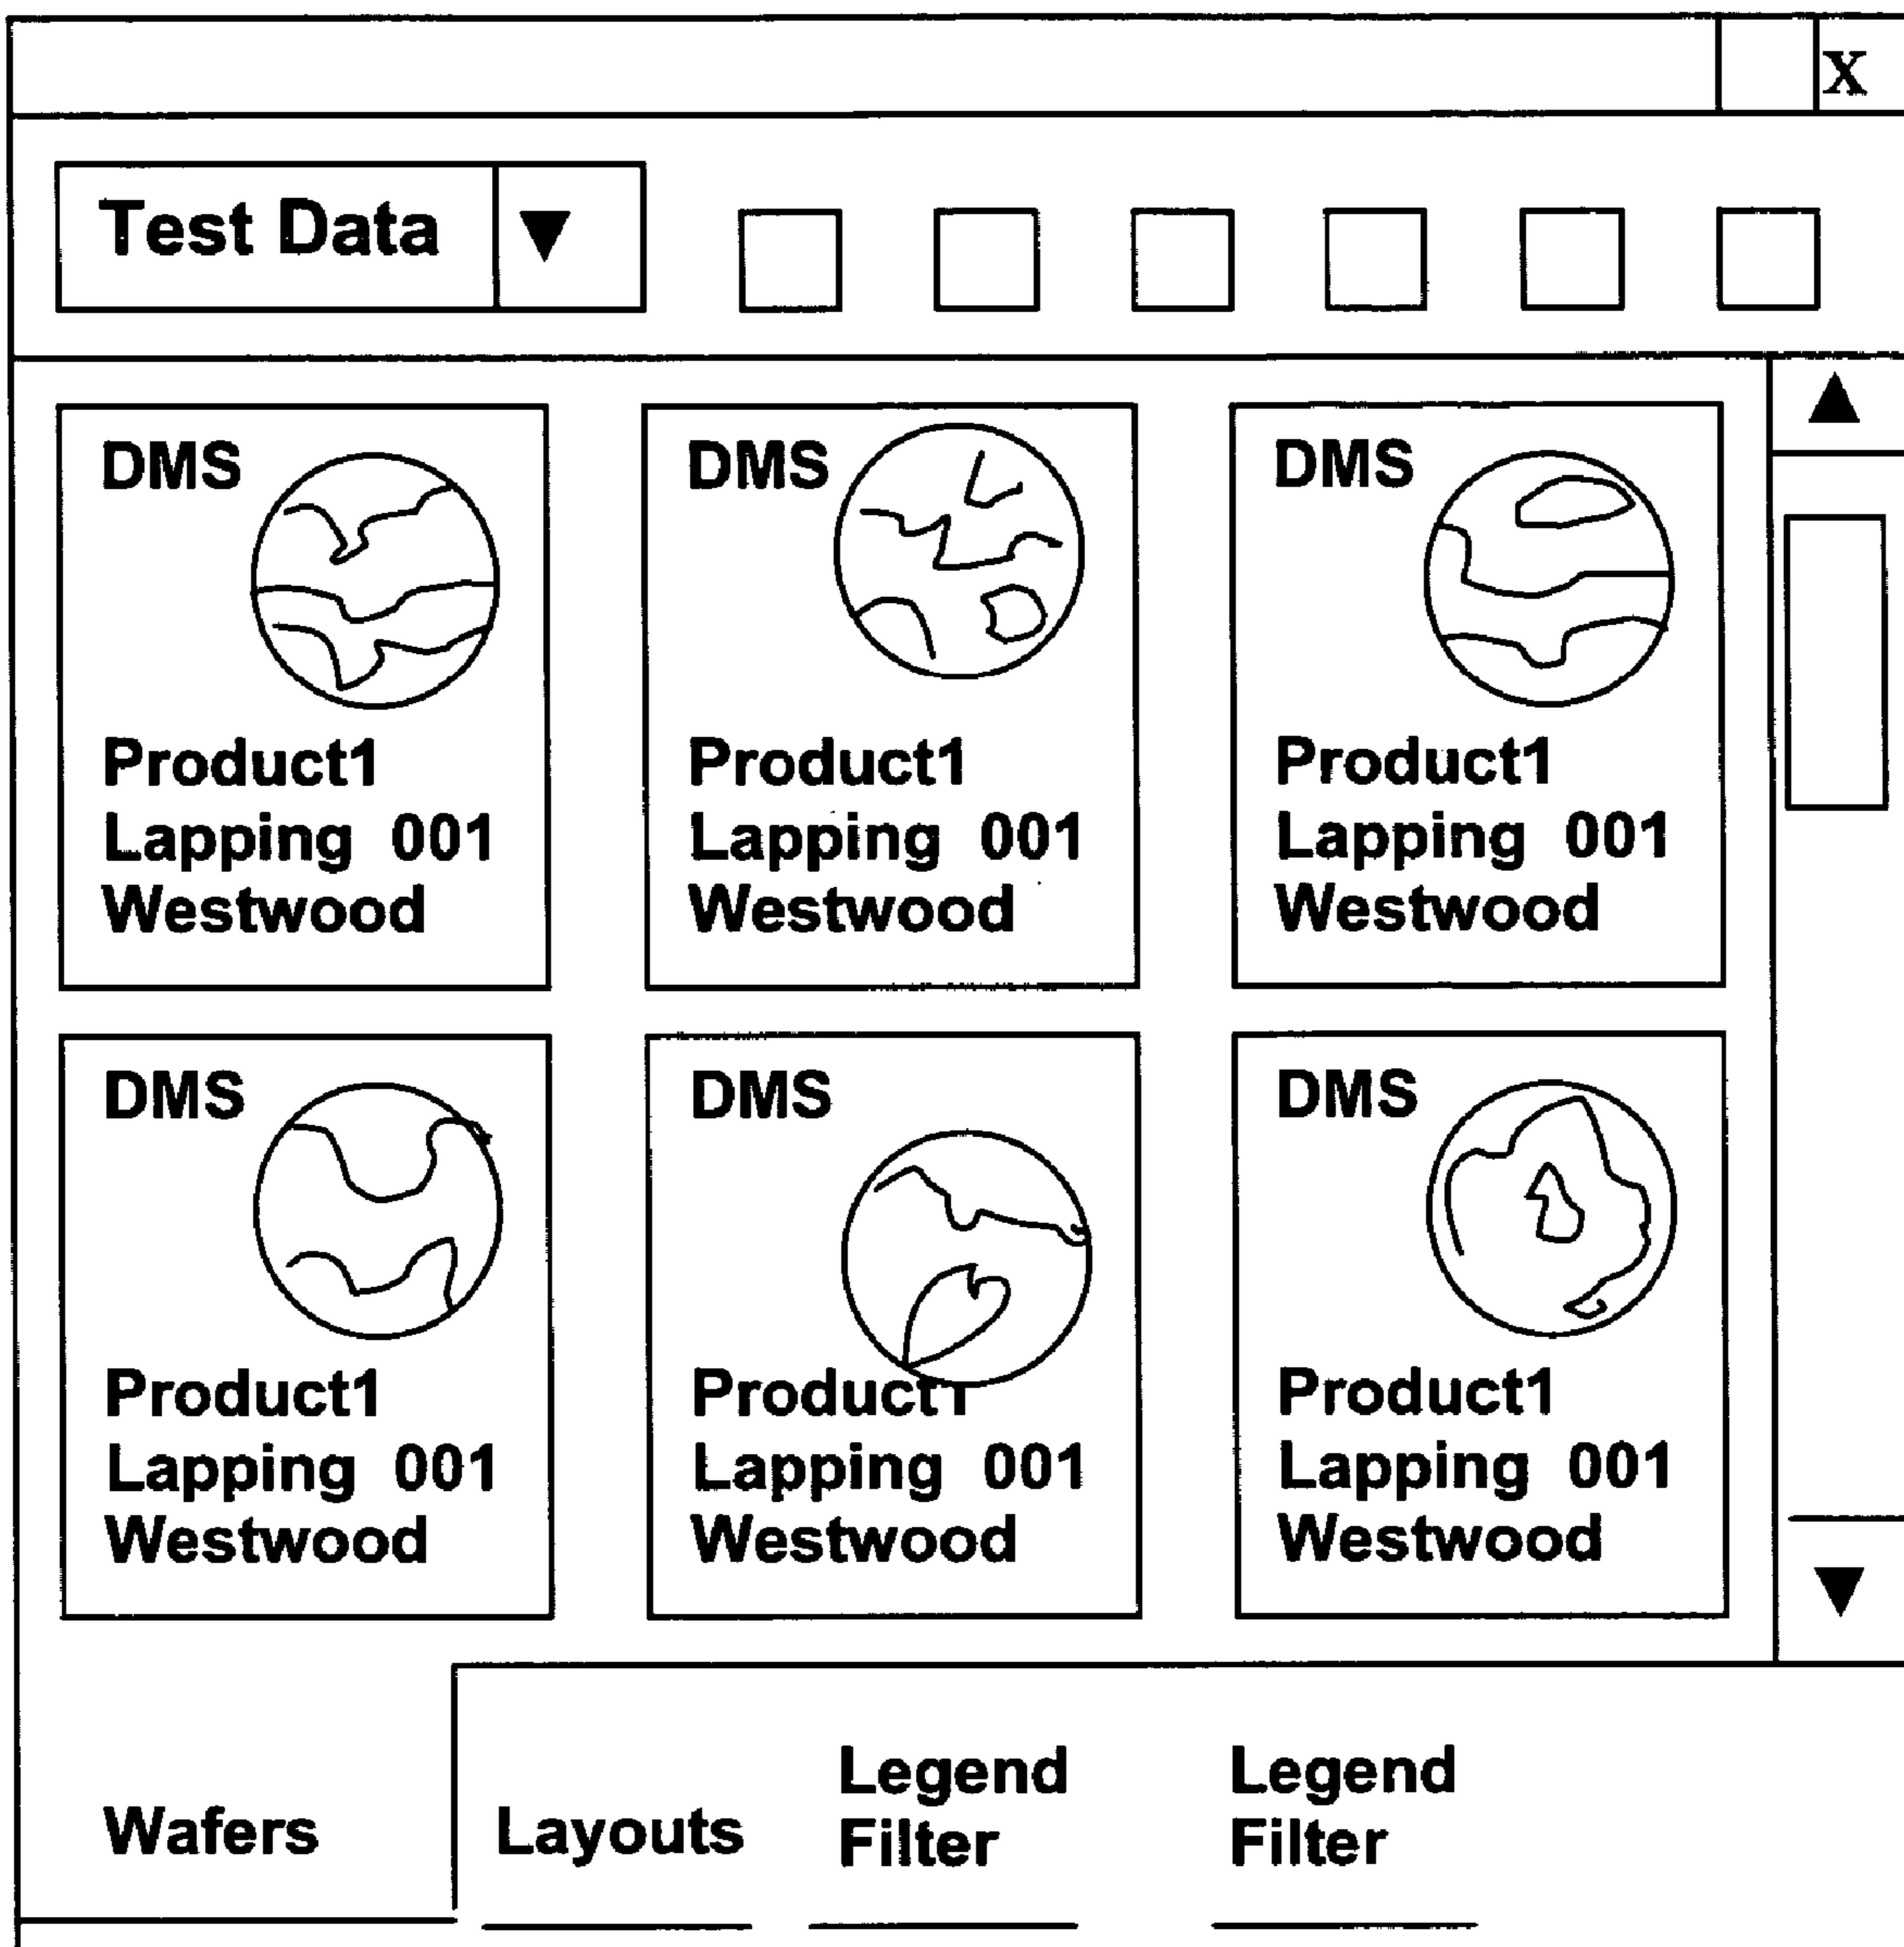 X
Test Data
DMS
Product1
Lapping 001
Westwood
DMS
Product1
Lapping 001
Westwood
DMS
Product1
Lapping 001
Westwood
DMS
Product1
Lapping 001
Westwood
DMS
Product1
Lapping 001
Westwood
DMS
Product1
Lapping 001
Westwood
Wafers
Layouts
Legend
Filter
Legend
Filter